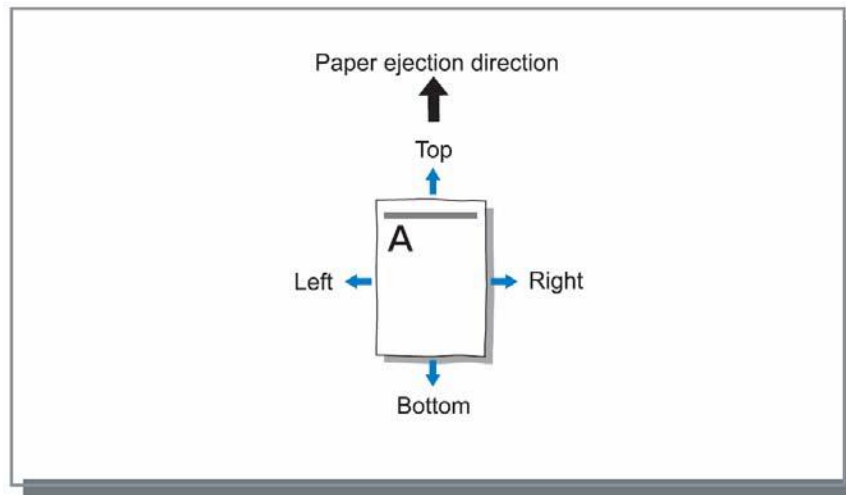 Paper ejection direction
Top
A
Left
Right
Bottom